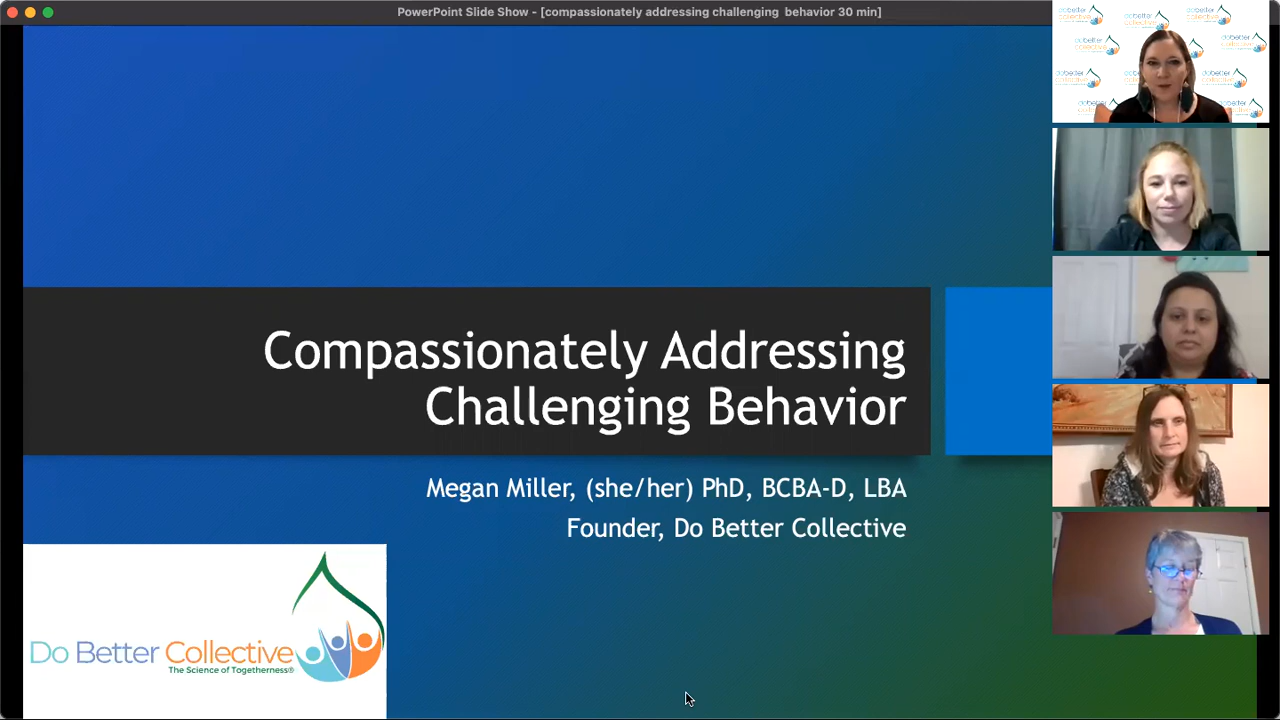 PowerPoint Slide Show - [compassionately addressing challenging  behavior 30 min]
Compassionately Addressing
Challenging Behavior
Megan Miller, (she/her) PhD, BCBA-D, LBA
Founder, Do Better Collective
Do Better Collective
The Science of Togetherness®